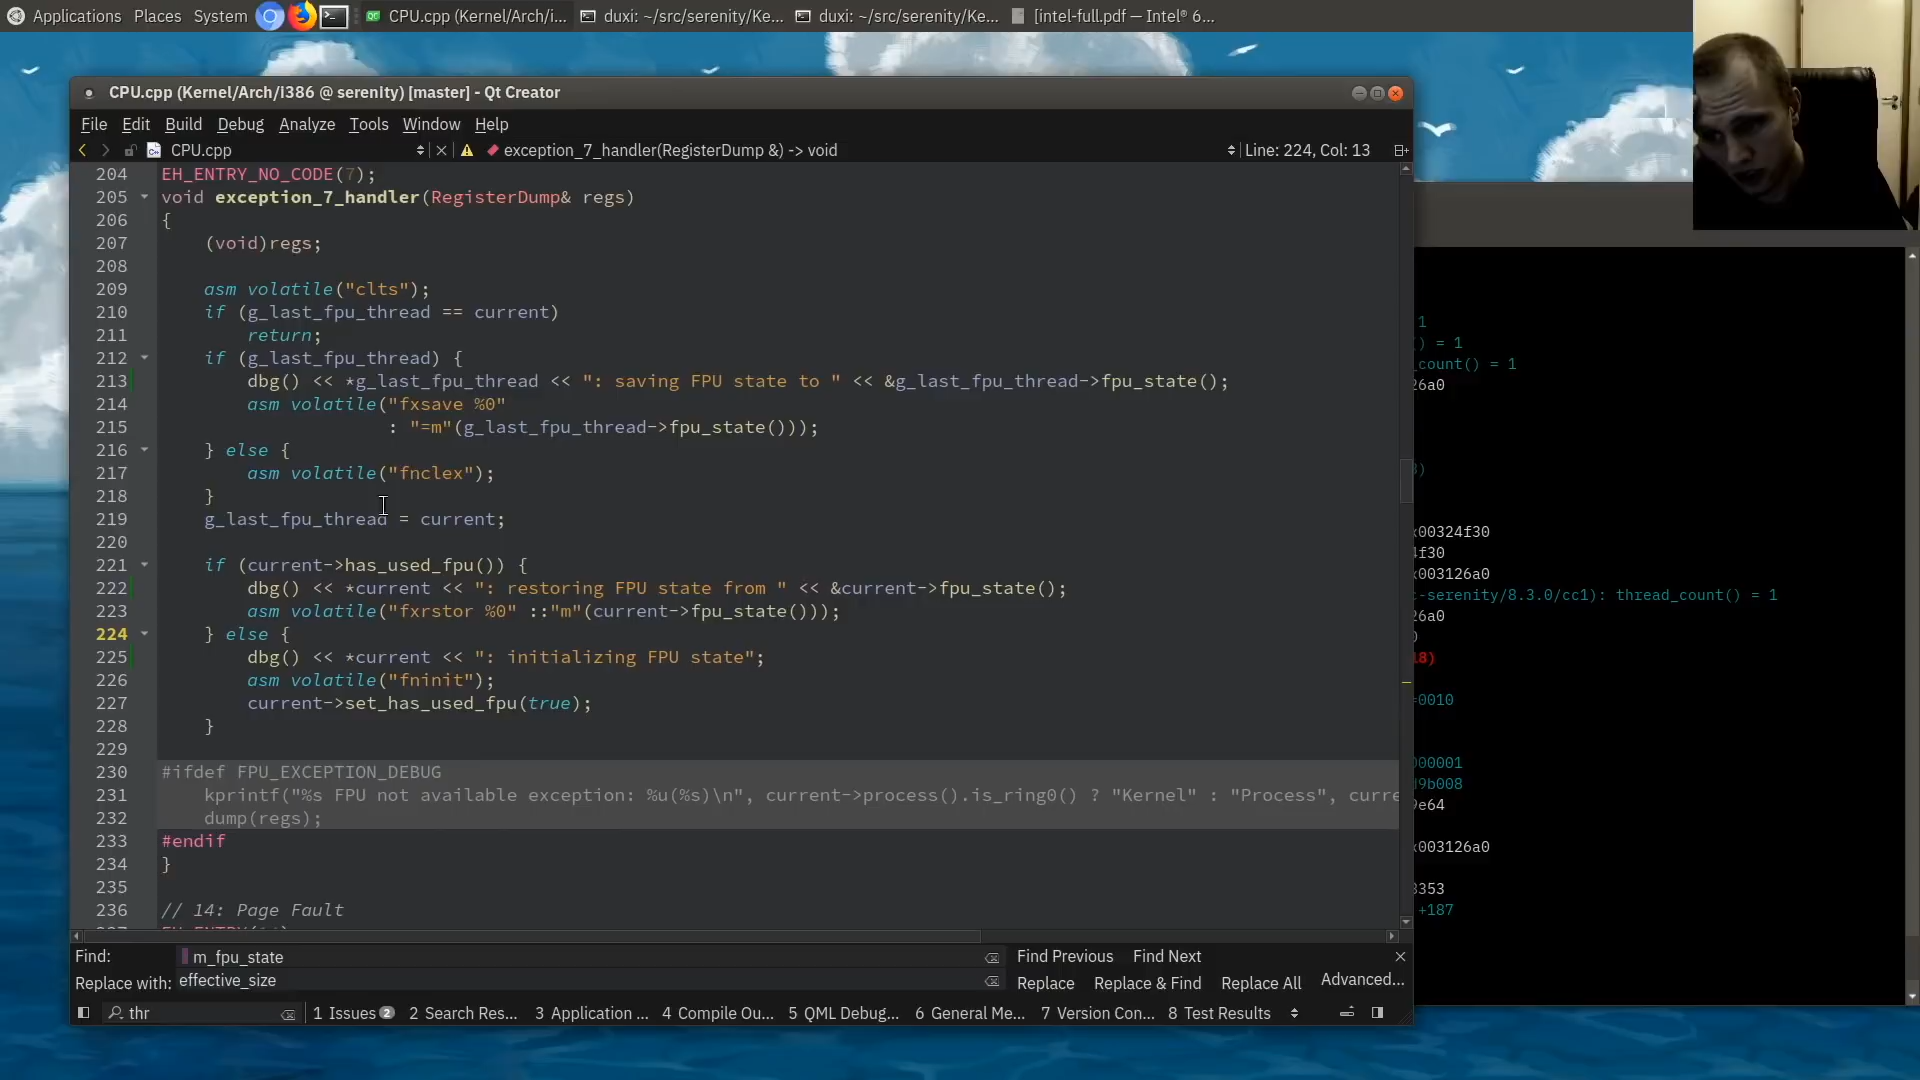 Applications Places System CPU.cpp (Kernel/Arch/i... duxi: ~/src/serenity/Ke... duxi: ~/src/serenity/Ke... [intel-full.pdf — Intel® 6...
CPU.cpp (Kernel/Arch/i386 @ serenity) [master] - Qt Creator
File Edit Build Debug Analyze Tools Window Help
CPU.cpp exception_7_handler(RegisterDump &) -> void Line: 224, Col: 13
204 EH_ENTRY_NO_CODE(7);
205 void exception_7_handler(RegisterDump& regs)
206 {
207 (void)regs;
208
209 asm volatile("clts");
210 if (g_last_fpu_thread == current)
211 return;
212 if (g_last_fpu_thread) {
213 dbg() << *g_last_fpu_thread << ": saving FPU state to " << &g_last_fpu_thread->fpu_state();
214 asm volatile("fxsave %0"
215 : "=m"(g_last_fpu_thread->fpu_state()));
216 } else {
217 asm volatile("fnclex");
218 }
219 g_last_fpu_thread = current;
220
221 if (current->has_used_fpu()) {
222 dbg() << *current << ": restoring FPU state from " << &current->fpu_state();
223 asm volatile("fxrstor %0" ::"m"(current->fpu_state()));
224 } else {
225 dbg() << *current << ": initializing FPU state";
226 asm volatile("fninit");
227 current->set_has_used_fpu(true);
228 }
229
230 #ifdef FPU_EXCEPTION_DEBUG
231 kprintf("%s FPU not available exception: %u(%s)\n", current->process().is_ring0() ? "Kernel" : "Process", curre
232 dump(regs);
233 #endif
234 }
235
236 // 14: Page Fault
Find: m_fpu_state Find Previous Find Next
Replace with: effective_size Replace Replace & Find Replace All Advanced...
thr 1 Issues 2 2 Search Res... 3 Application ... 4 Compile Ou... 5 QML Debug... 6 General Me... 7 Version Con... 8 Test Results
1
) = 1
_count() = 1
26a0
)
x00324f30
4f30
x003126a0
c-serenity/8.3.0/cc1): thread_count() = 1
26a0
18)
=0010
000001
d9b008
9e64
x003126a0
3353
+187